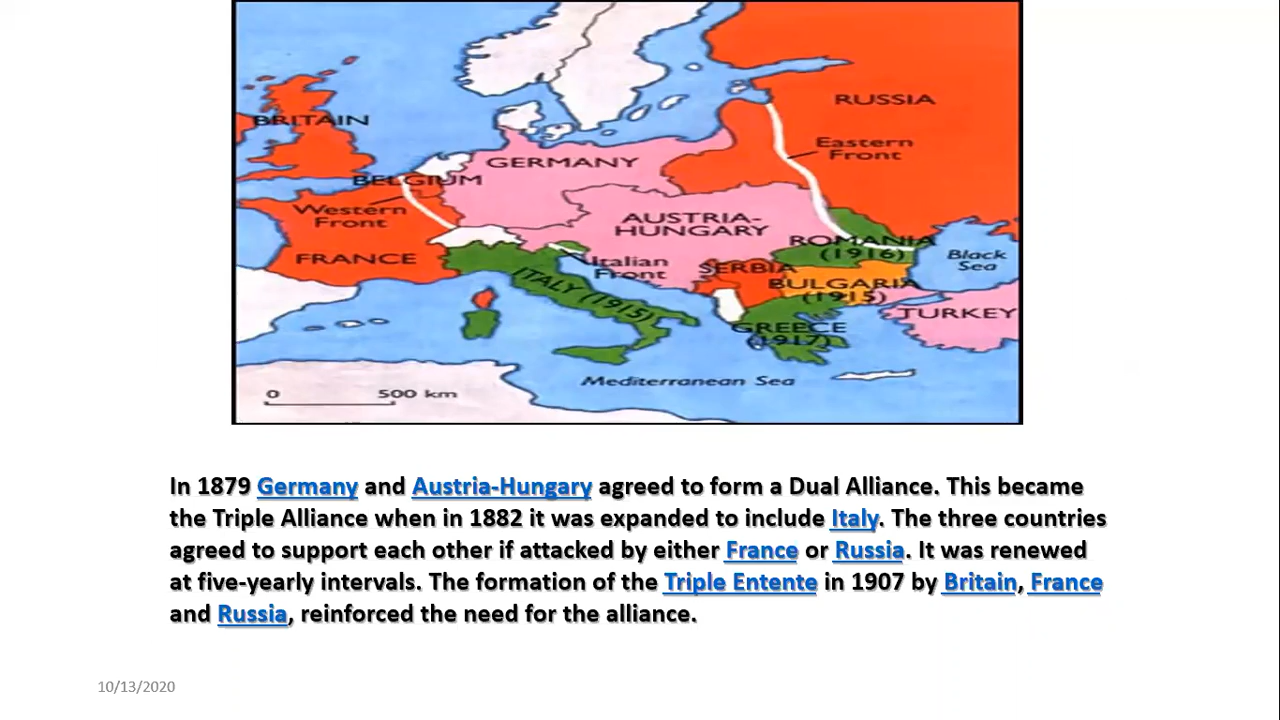 RUSSIA
BRITAIN
Eastern
Front
GERMANY
BELGIUM
Western
Front
AUSTRIA-
HUNGARY
ROMANIA
(1916)
Black
Sea
FRANCE
Italian
Front
SERBIA
ITALY (1915)
BULGARIA
(1915)
TURKEY
GREECE
(1917)
Mediterranean Sea
0 500 km
In 1879 Germany and Austria-Hungary agreed to form a Dual Alliance. This became
the Triple Alliance when in 1882 it was expanded to include Italy. The three countries
agreed to support each other if attacked by either France or Russia. It was renewed
at five-yearly intervals. The formation of the Triple Entente in 1907 by Britain, France
and Russia, reinforced the need for the alliance.
10/13/2020